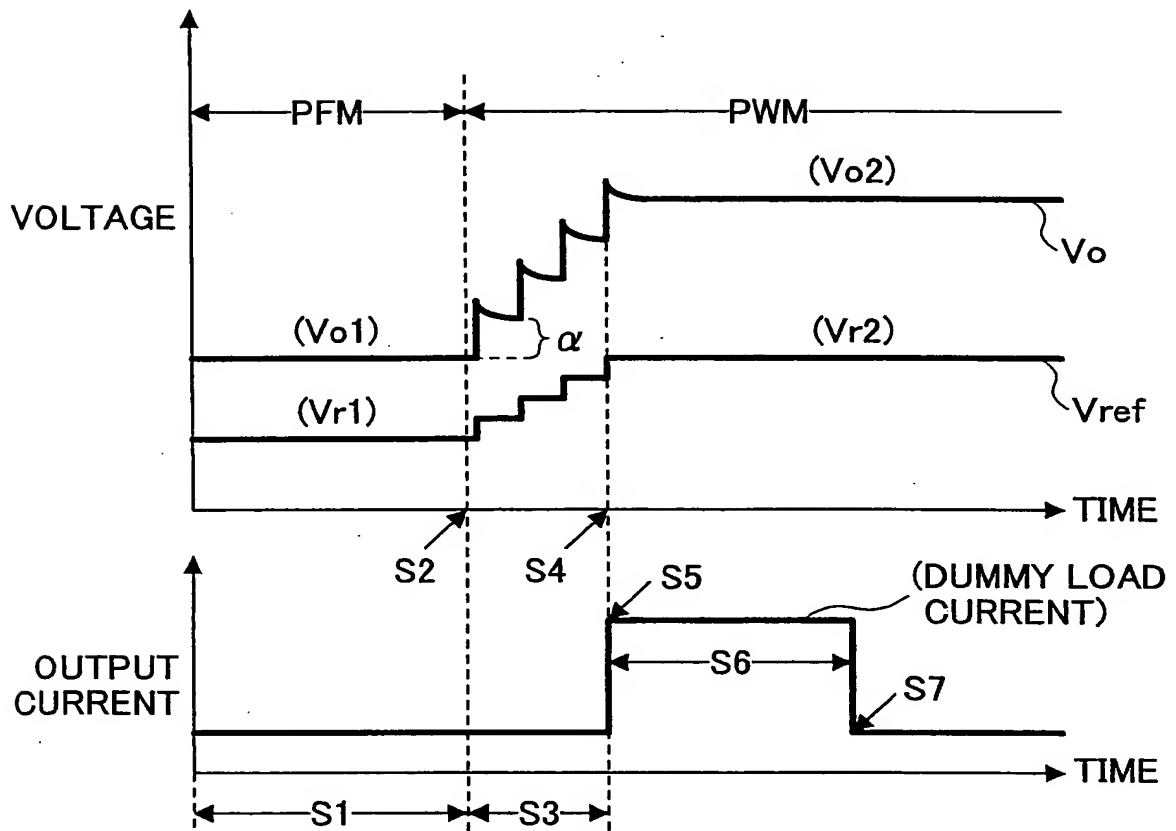 PFM
PWM
VOLTAGE
(Vo2)
Vo
(Vo1)
α
(Vr2)
(Vr1)
Vref
TIME
S2
S4
S5
(DUMMY LOAD
CURRENT)
OUTPUT
CURRENT
S6
S7
TIME
S1
S3